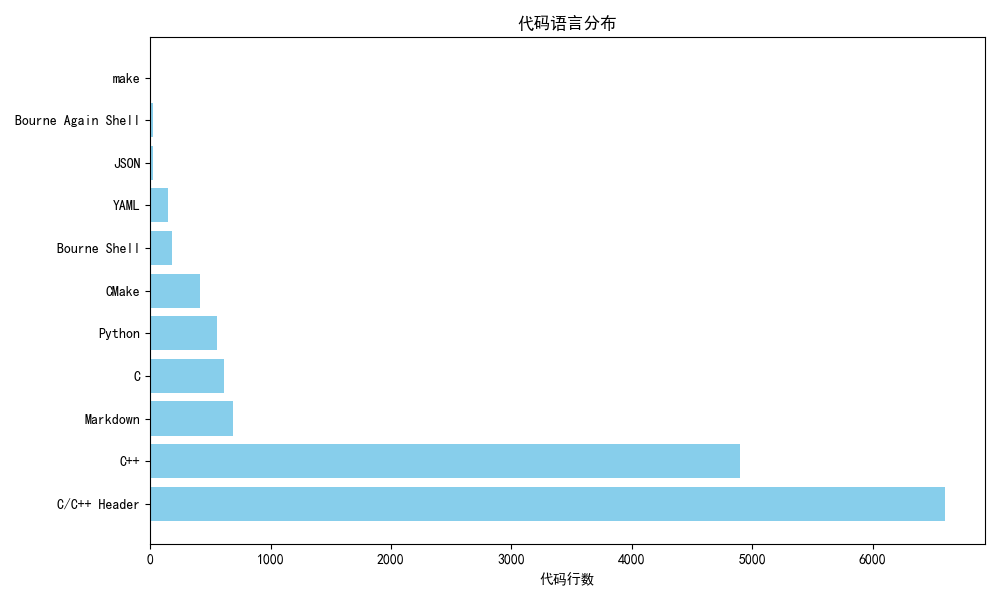 代码语言分布
make
Bourne Again Shell
JSON
YAML
Bourne Shell
CMake
Python
C
Markdown
C++
C/C++ Header
0 1000 2000 3000 4000 5000 6000
代码行数